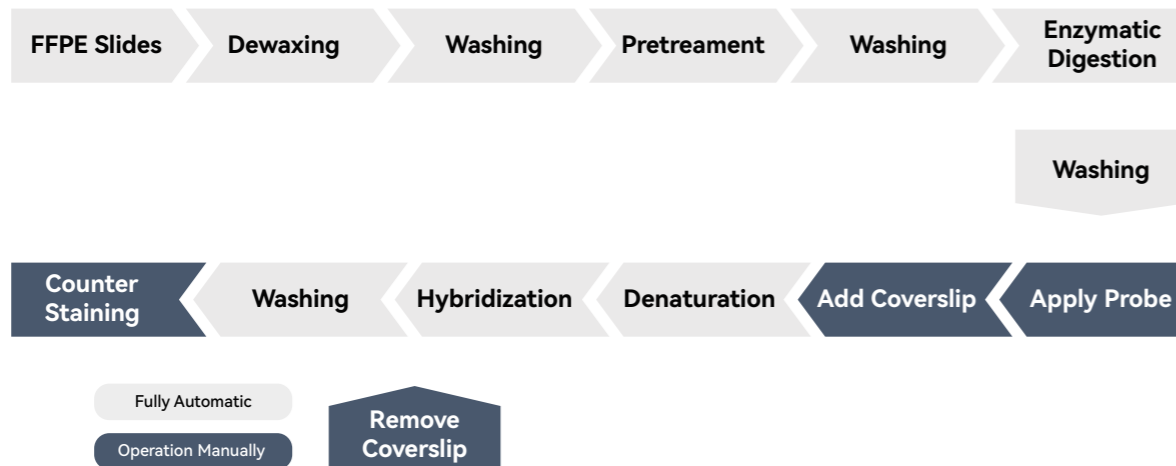 FFPE Slides
Dewaxing
Washing
Pretreament
Washing
Enzymatic
Digestion
Washing
Counter
Staining
Washing
Hybridization
Denaturation
Add Coverslip
Apply Probe
Fully Automatic
Operation Manually
Remove
Coverslip